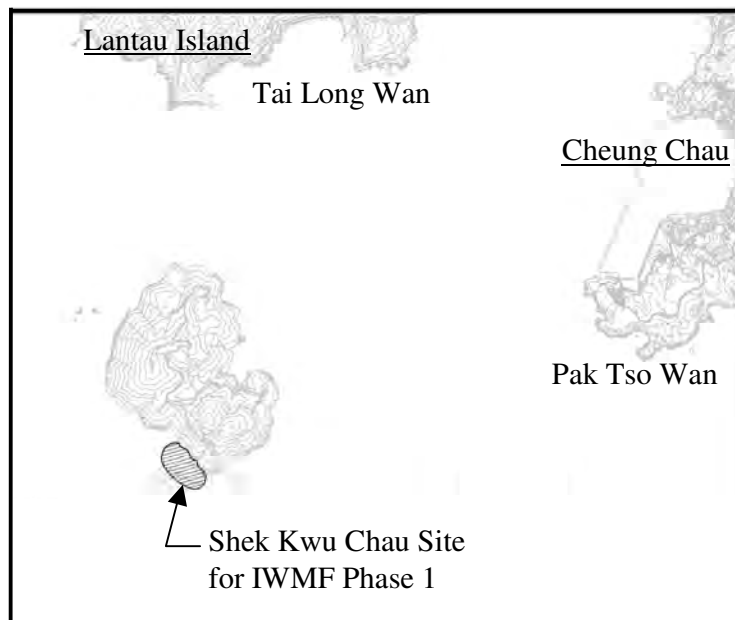 Lantau Island
Tai Long Wan
Cheung Chau
Pak Tso Wan
Shek Kwu Chau Site
for IWMF Phase 1